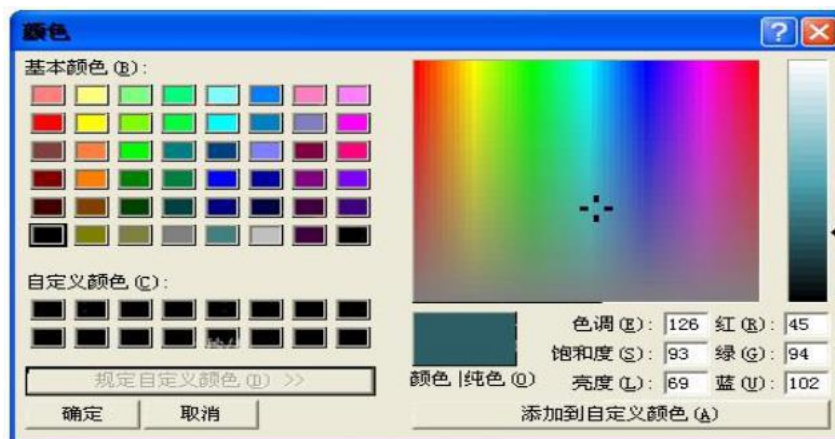 颜色
基本颜色(B):
自定义颜色(C):
规定自定义颜色(D) >>
确定 取消
颜色|纯色(O)
色调(E): 126 红(R): 45
饱和度(S): 93 绿(G): 94
亮度(L): 69 蓝(U): 102
添加到自定义颜色(A)